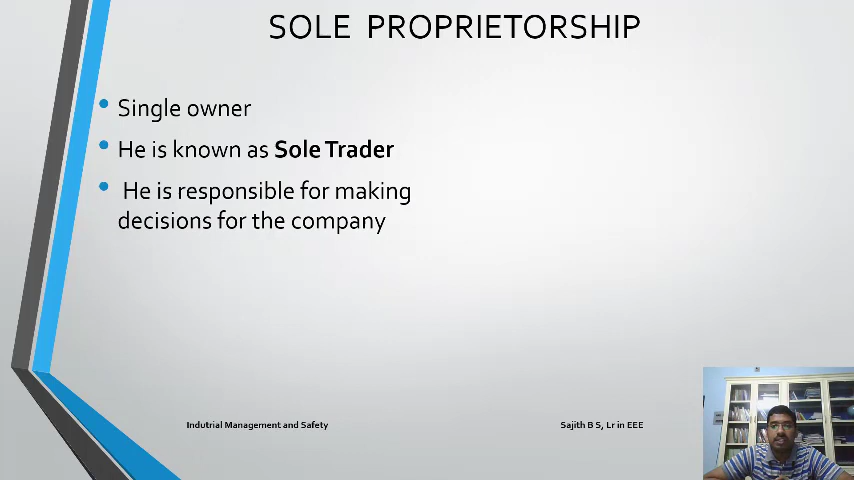 SOLE PROPRIETORSHIP
• Single owner
• He is known as Sole Trader
• He is responsible for making
decisions for the company
Indutrial Management and Safety
Sajith B S, Lr in EEE